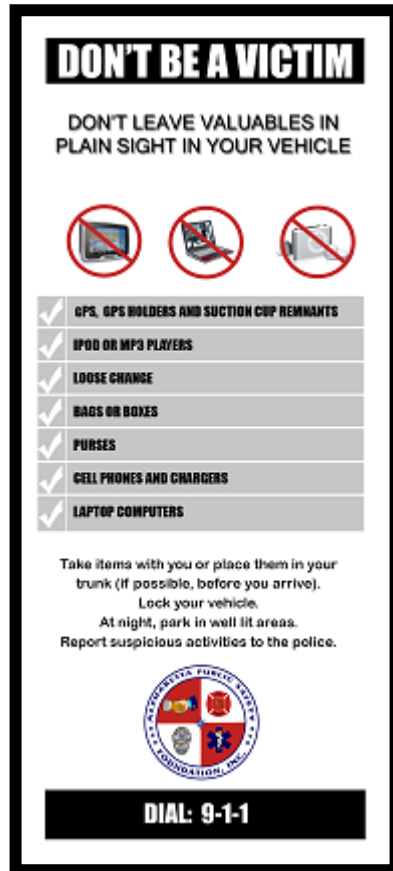 DON'T BE A VICTIM
DON'T LEAVE VALUABLES IN
PLAIN SIGHT IN YOUR VEHICLE
GPS, GPS HOLDERS AND SUCTION CUP REMNANTS
IPOD OR MP3 PLAYERS
LOOSE CHANGE
BAGS OR BOXES
PURSES
CELL PHONES AND CHARGERS
LAPTOP COMPUTERS
Take items with you or place them in your
trunk (if possible, before you arrive).
Lock your vehicle.
At night, park in well lit areas.
Report suspicious activities to the police.
PUBLIC SAFETY
FOUNDATION, INC.
DIAL: 9-1-1